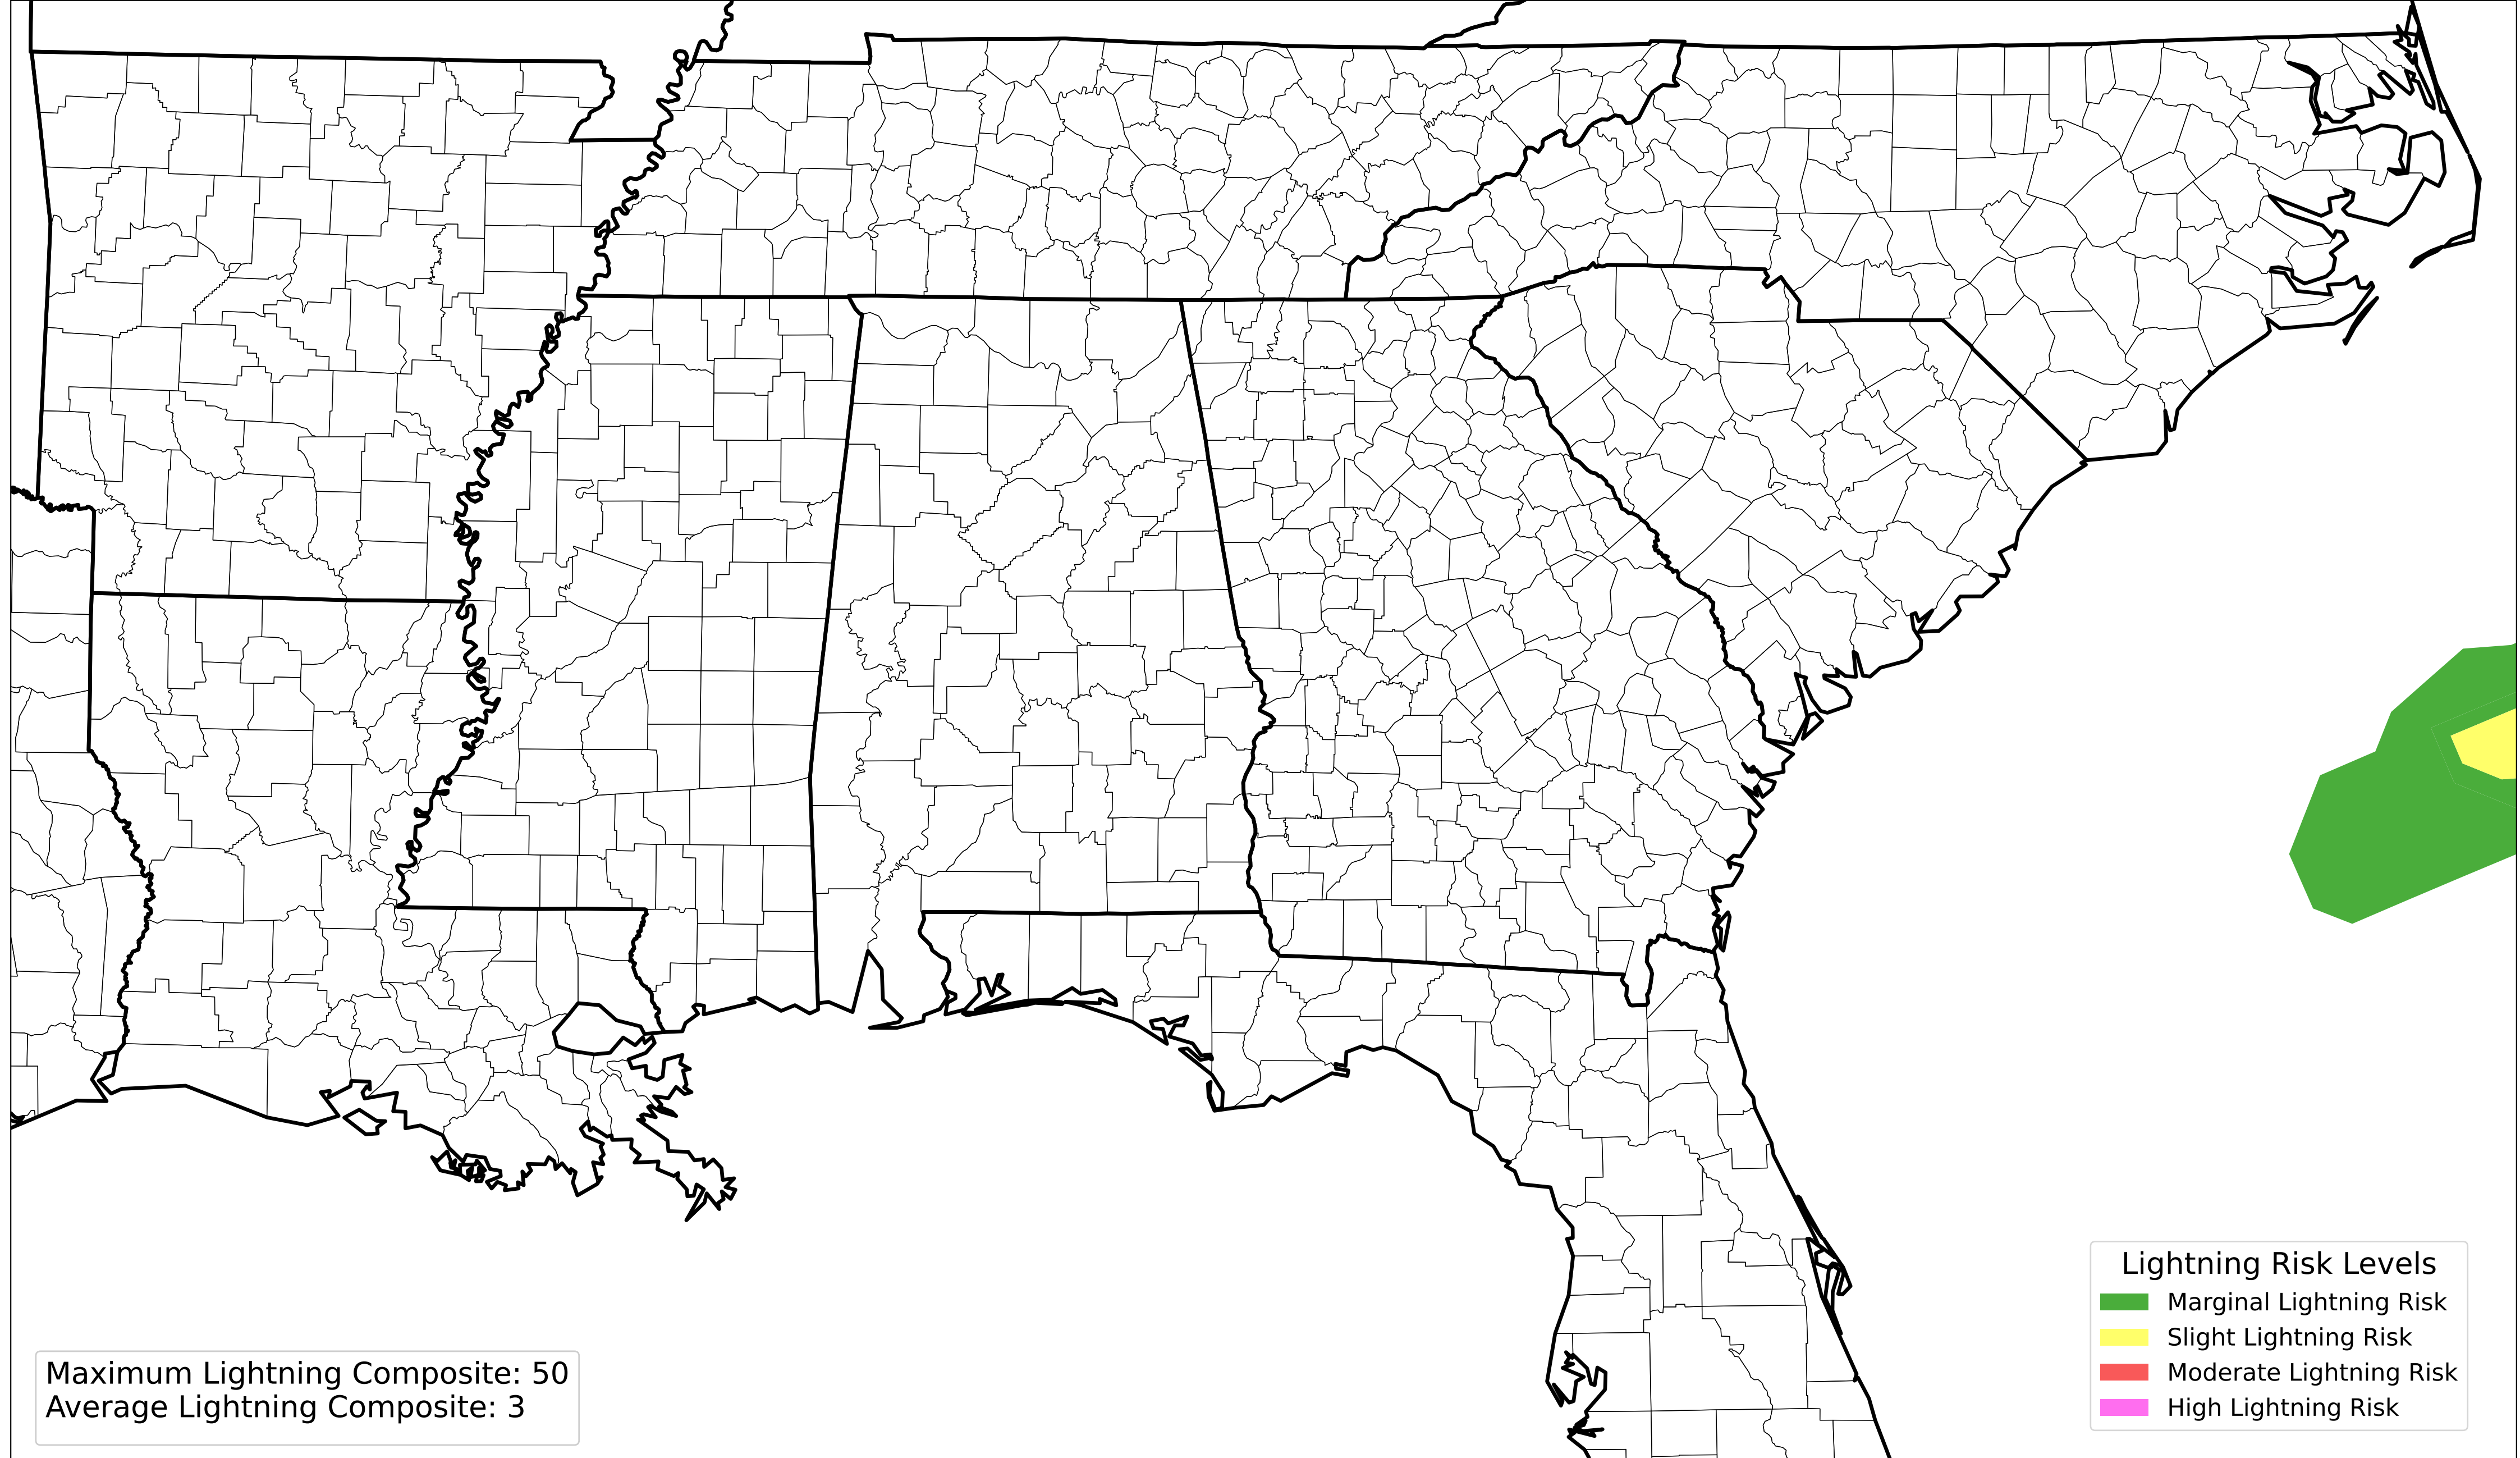 Lightning Risk Levels
Marginal Lightning Risk
Slight Lightning Risk
Moderate Lightning Risk
High Lightning Risk
Maximum Lightning Composite: 50
Average Lightning Composite: 3